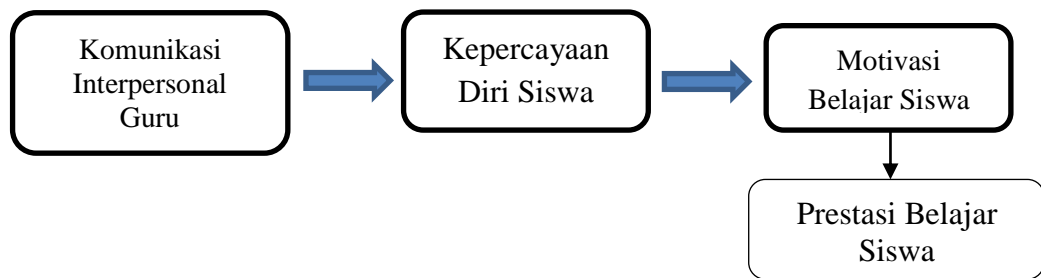 Komunikasi
Interpersonal
Guru
Kepercayaan
Diri Siswa
Motivasi
Belajar Siswa
Prestasi Belajar
Siswa